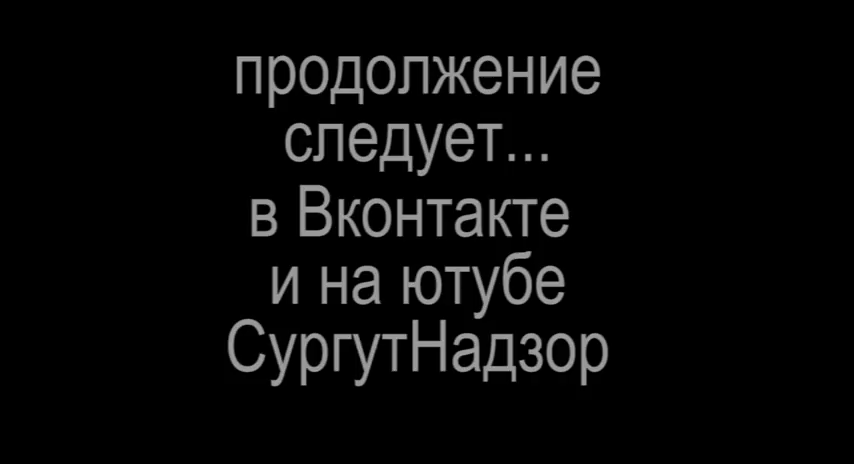 продолжение
следует...
в Вконтакте
и на ютубе
СургутНадзор